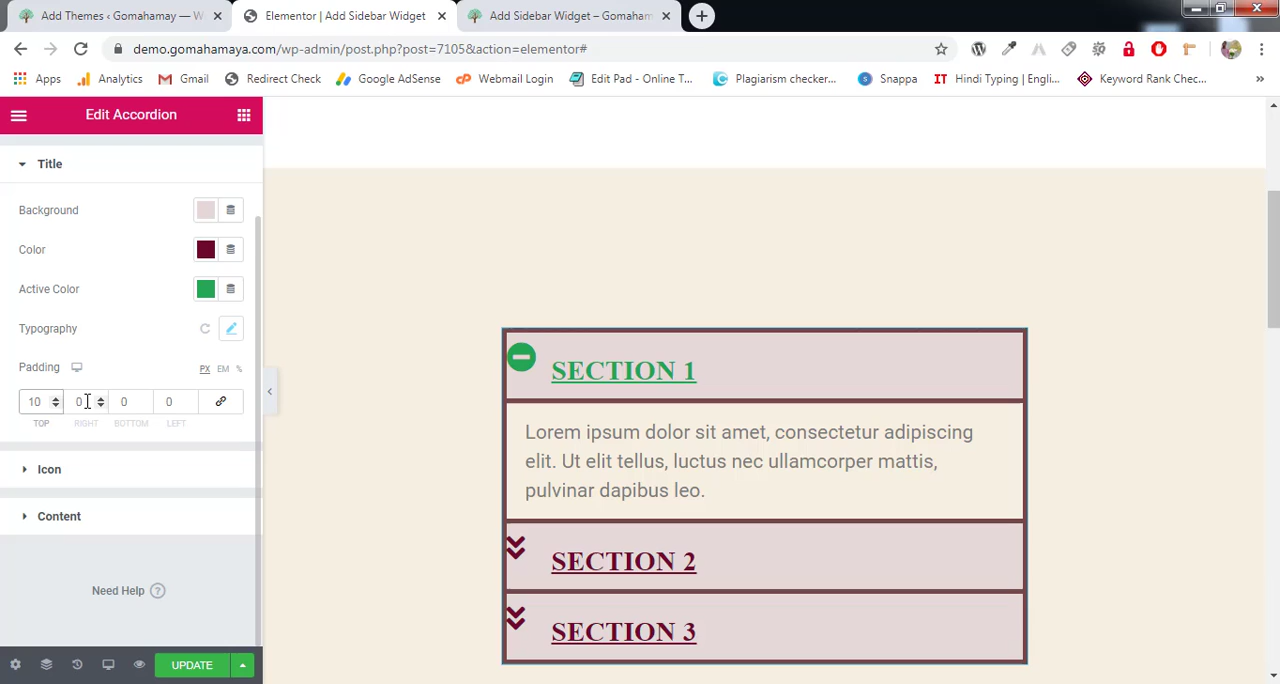 Add Themes ‹ Gomahamay — W
Elementor | Add Sidebar Widget
Add Sidebar Widget – Gomaham
demo.gomahamaya.com/wp-admin/post.php?post=7105&action=elementor#
Apps
Analytics
Gmail
Redirect Check
Google AdSense
Webmail Login
Edit Pad - Online T...
Plagiarism checker...
Snappa
Hindi Typing | Engli...
Keyword Rank Chec...
»
Edit Accordion
Title
Background
Color
Active Color
Typography
Padding
PX EM %
10 0 0 0
TOP RIGHT BOTTOM LEFT
Icon
Content
Need Help ?
UPDATE
SECTION 1
Lorem ipsum dolor sit amet, consectetur adipiscing
elit. Ut elit tellus, luctus nec ullamcorper mattis,
pulvinar dapibus leo.
SECTION 2
SECTION 3